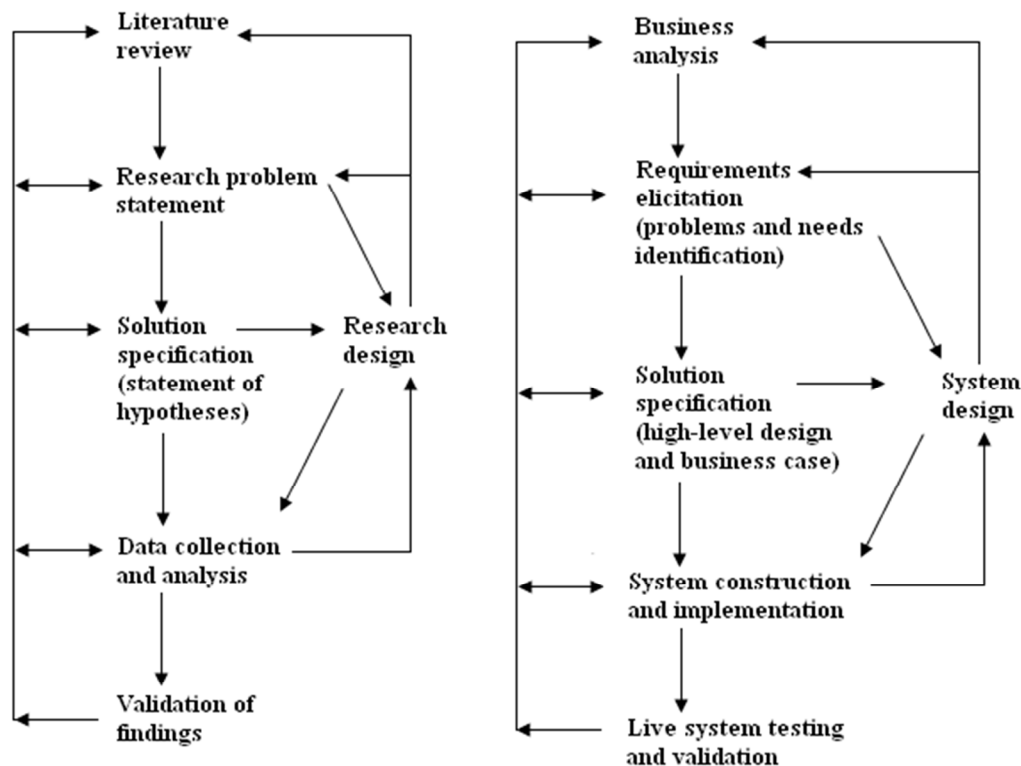 Literature
review
Research problem
statement
Solution
specification
(statement of
hypotheses)
Research
design
Data collection
and analysis
Validation of
findings
Business
analysis
Requirements
elicitation
(problems and needs
identification)
Solution
specification
(high-level design
and business case)
System
design
System construction
and implementation
Live system testing
and validation